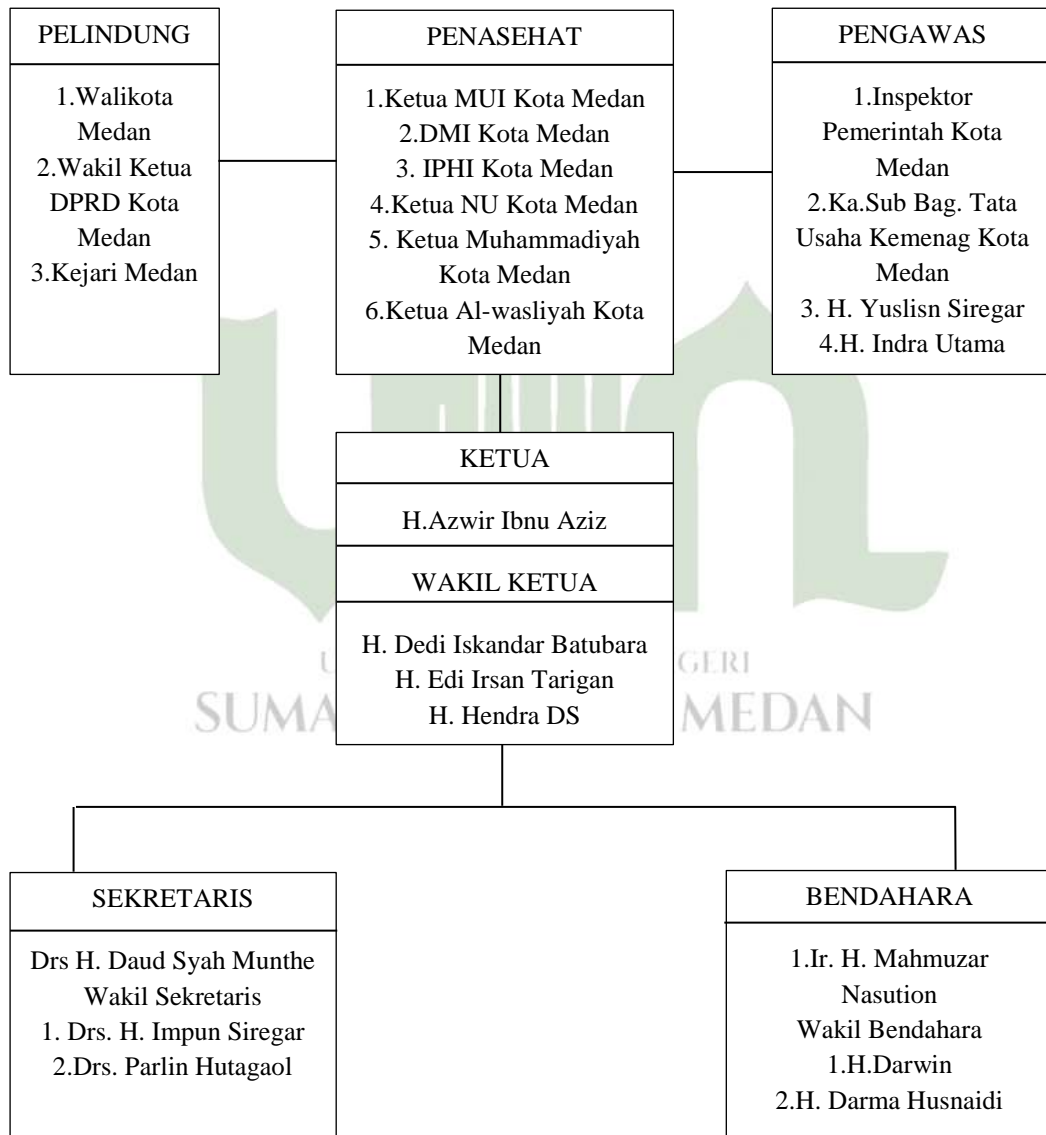 PELINDUNG
1.Walikota
Medan
2.Wakil Ketua
DPRD Kota
Medan
3.Kejari Medan
PENASEHAT
1.Ketua MUI Kota Medan
2.DMI Kota Medan
3. IPHI Kota Medan
4.Ketua NU Kota Medan
5. Ketua Muhammadiyah
Kota Medan
6.Ketua Al-wasliyah Kota
Medan
PENGAWAS
1.Inspektor
Pemerintah Kota
Medan
2.Ka.Sub Bag. Tata
Usaha Kemenag Kota
Medan
3. H. Yuslisn Siregar
4.H. Indra Utama
KETUA
H.Azwir Ibnu Aziz
WAKIL KETUA
H. Dedi Iskandar Batubara
H. Edi Irsan Tarigan
H. Hendra DS
U GERI
SUMA MEDAN
SEKRETARIS
Drs H. Daud Syah Munthe
Wakil Sekretaris
1. Drs. H. Impun Siregar
2.Drs. Parlin Hutagaol
BENDAHARA
1.Ir. H. Mahmuzar
Nasution
Wakil Bendahara
1.H.Darwin
2.H. Darma Husnaidi